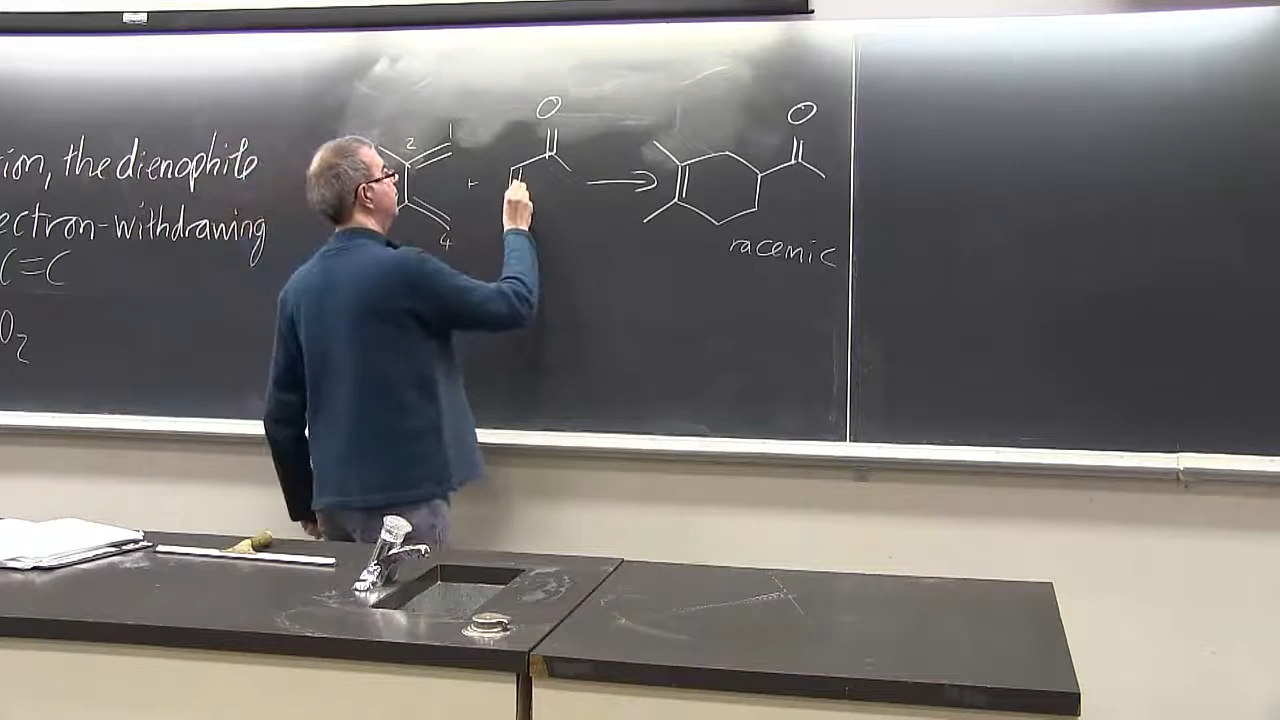 ion, the dienophile
ectron-withdrawing
C=C
O2
2
1
4
+
O
O
racemic